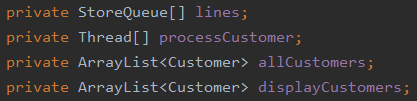 private StoreQueue[] lines;
private Thread[] processCustomer;
private ArrayList<Customer> allCustomers;
private ArrayList<Customer> displayCustomers;